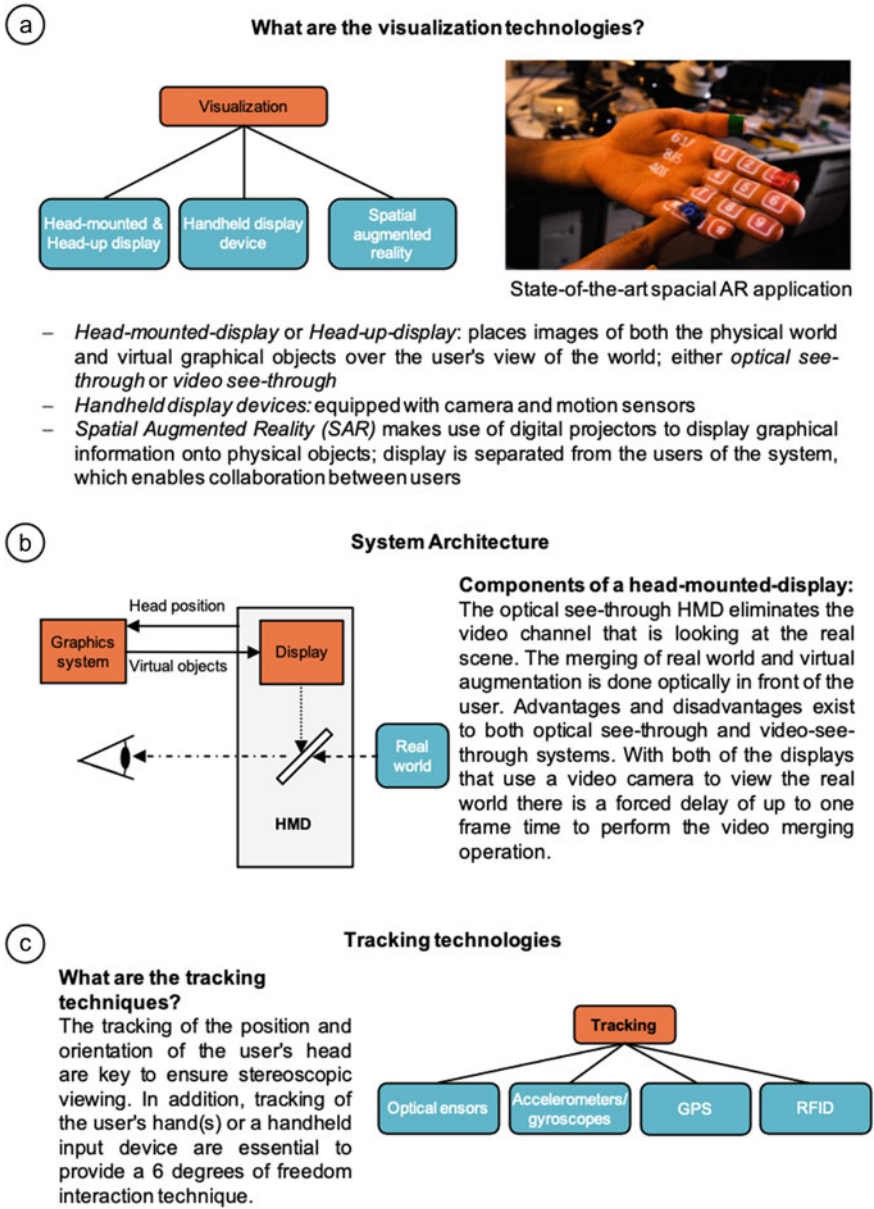 a
What are the visualization technologies?
Visualization
Head-mounted &
Head-up display
Handheld display
device
Spatial
augmented
reality
61/
405
1 2
4 5 6
7 8 9
#
State-of-the-art spacial AR application
– Head-mounted-display or Head-up-display: places images of both the physical world
and virtual graphical objects over the user's view of the world; either optical see-
through or video see-through
– Handheld display devices: equipped with camera and motion sensors
– Spatial Augmented Reality (SAR) makes use of digital projectors to display graphical
information onto physical objects; display is separated from the users of the system,
which enables collaboration between users
b
System Architecture
Head position
Graphics
system
Virtual objects
Display
Real
world
HMD
Components of a head-mounted-display:
The optical see-through HMD eliminates the
video channel that is looking at the real
scene. The merging of real world and virtual
augmentation is done optically in front of the
user. Advantages and disadvantages exist
to both optical see-through and video-see-
through systems. With both of the displays
that use a video camera to view the real
world there is a forced delay of up to one
frame time to perform the video merging
operation.
c
Tracking technologies
What are the tracking
techniques?
The tracking of the position and
orientation of the user's head
are key to ensure stereoscopic
viewing. In addition, tracking of
the user's hand(s) or a handheld
input device are essential to
provide a 6 degrees of freedom
interaction technique.
Tracking
Optical ensors
Accelerometers/
gyroscopes
GPS
RFID